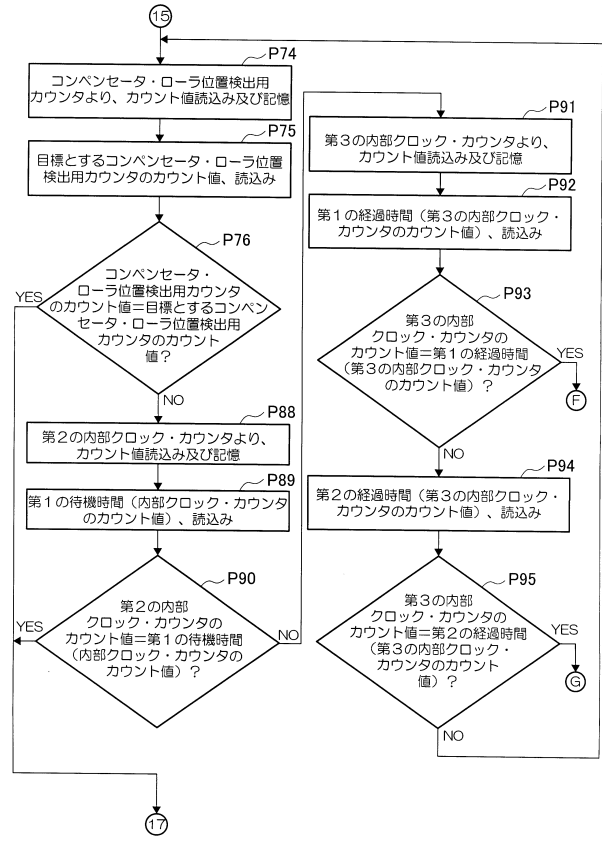 15
P74
コンペンセータ・ローラ位置検出用
カウンタより、カウント値読込み及び記憶
P75
目標とするコンペンセータ・ローラ位置
検出用カウンタのカウント値、読込み
P76
コンペンセータ・
ローラ位置検出用カウンタ
のカウント値＝目標とするコンペン
セータ・ローラ位置検出用
カウンタのカウント
値？
YES
NO
P88
第２の内部クロック・カウンタより、
カウント値読込み及び記憶
P89
第１の待機時間（内部クロック・カウンタ
のカウント値）、読込み
P90
第２の内部
クロック・カウンタの
カウント値＝第１の待機時間
（内部クロック・カウンタの
カウント値）？
YES
NO
17
P91
第３の内部クロック・カウンタより、
カウント値読込み及び記憶
P92
第１の経過時間（第３の内部クロック・
カウンタのカウント値）、読込み
P93
第３の内部
クロック・カウンタの
カウント値＝第１の経過時間
（第３の内部クロック・カウンタ
のカウント値）？
YES
F
NO
P94
第２の経過時間（第３の内部クロック・
カウンタのカウント値）、読込み
P95
第３の内部
クロック・カウンタの
カウント値＝第２の経過時間
（第３の内部クロック・
カウンタのカウント
値）？
YES
G
NO